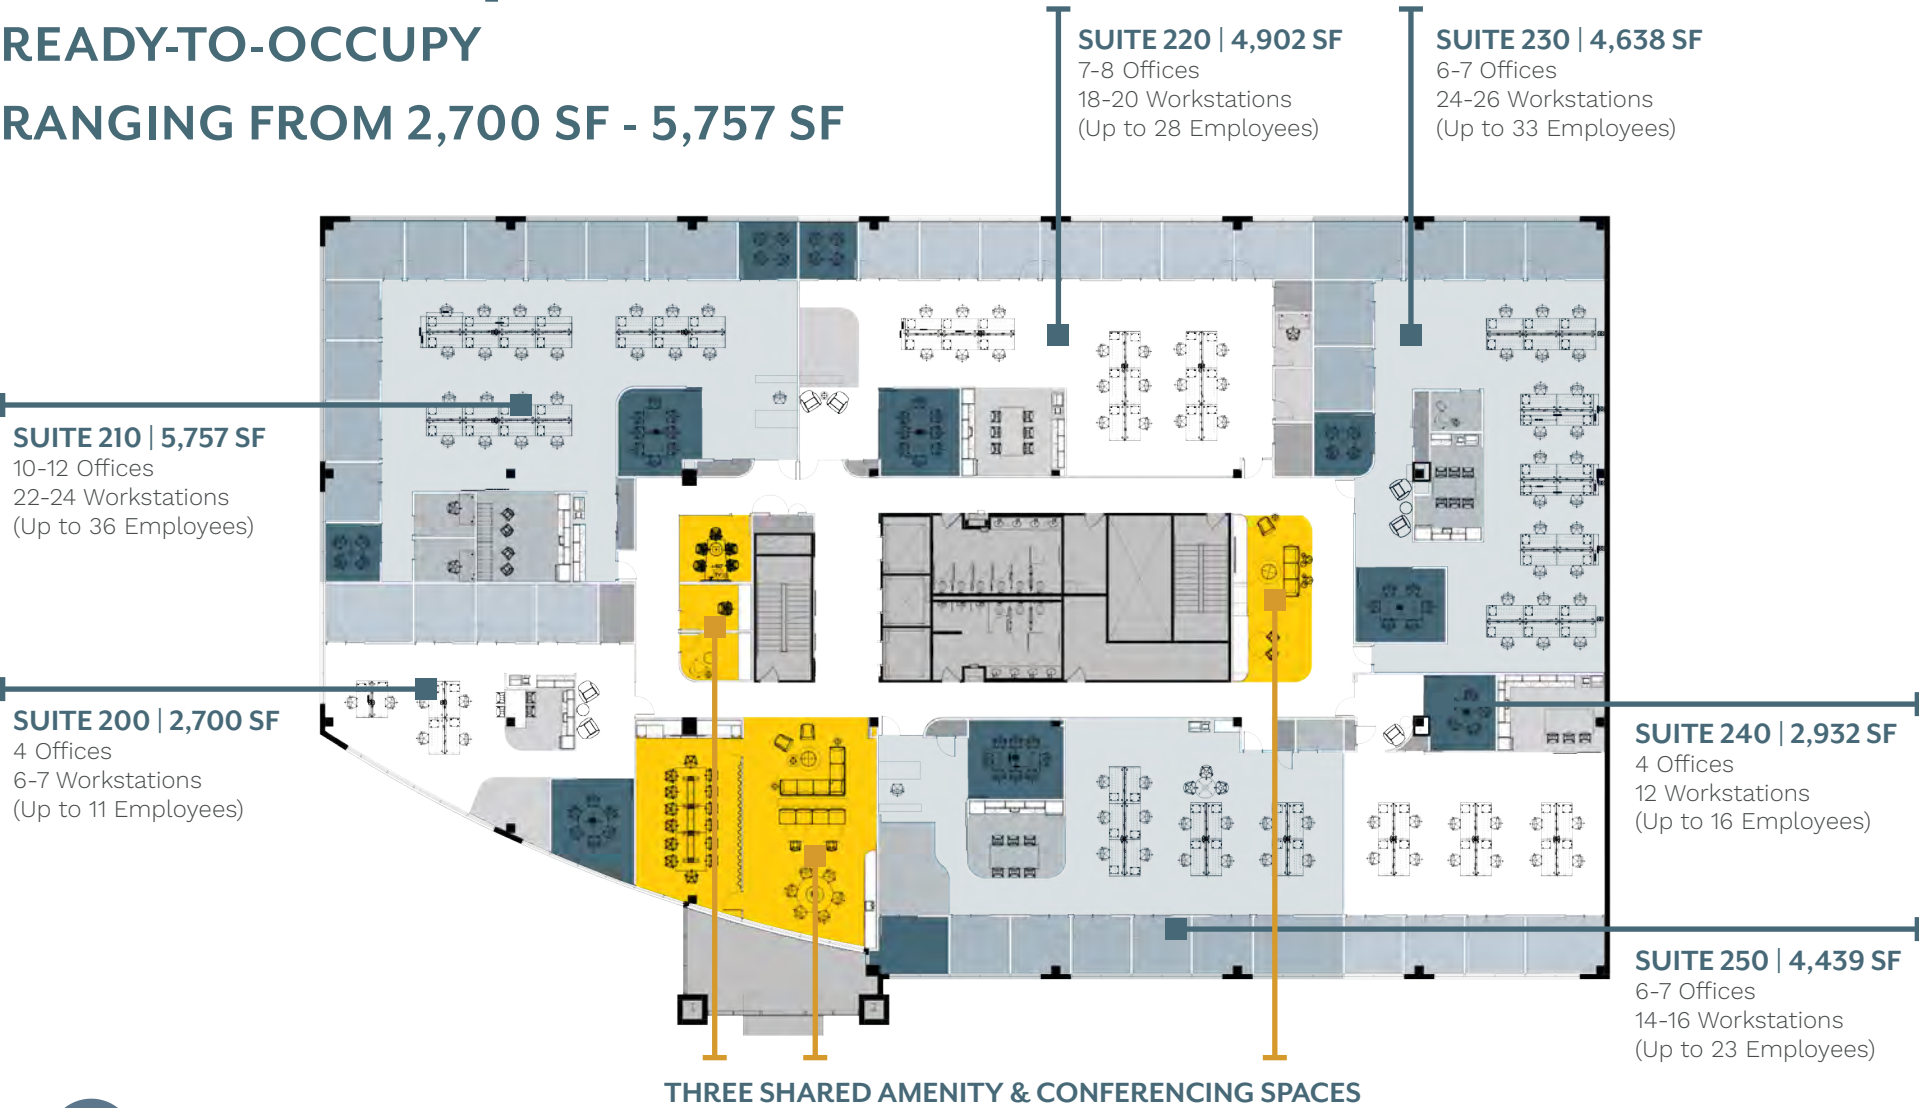 READY-TO-OCCUPY
RANGING FROM 2,700 SF - 5,757 SF
SUITE 220 | 4,902 SF
7-8 Offices
18-20 Workstations
(Up to 28 Employees)
SUITE 230 | 4,638 SF
6-7 Offices
24-26 Workstations
(Up to 33 Employees)
SUITE 210 | 5,757 SF
10-12 Offices
22-24 Workstations
(Up to 36 Employees)
SUITE 200 | 2,700 SF
4 Offices
6-7 Workstations
(Up to 11 Employees)
SUITE 240 | 2,932 SF
4 Offices
12 Workstations
(Up to 16 Employees)
SUITE 250 | 4,439 SF
6-7 Offices
14-16 Workstations
(Up to 23 Employees)
THREE SHARED AMENITY & CONFERENCING SPACES